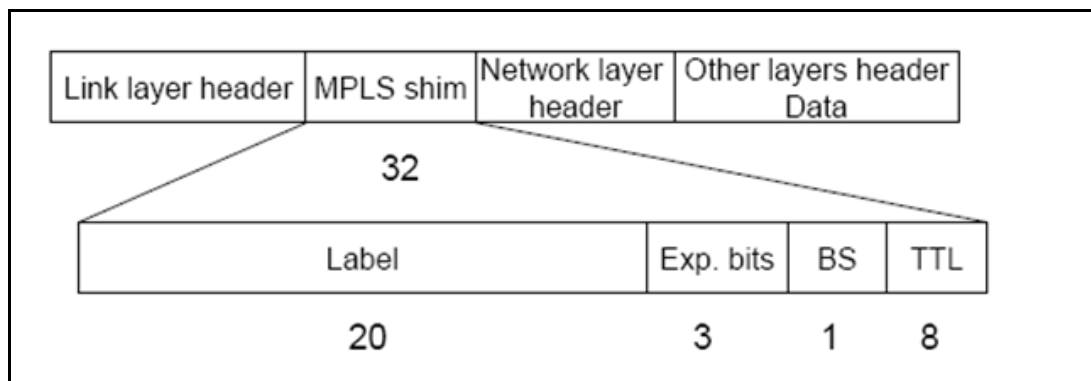 Link layer header MPLS shim Network layer header Other layers header Data
32
Label Exp. bits BS TTL
20 3 1 8